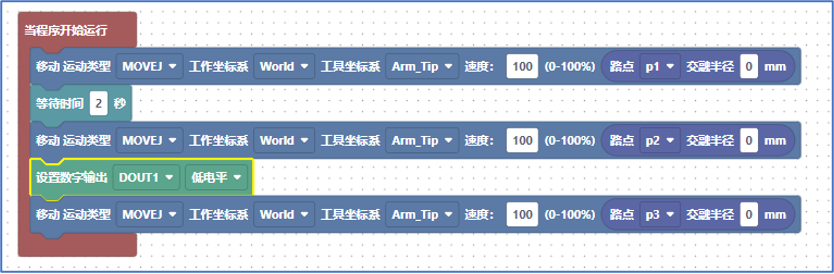 当程序开始运行
移动 运动类型 MOVEJ 工作坐标系 World 工具坐标系 Arm_Tip 速度： 100 (0-100%) 路点 p1 交融半径 0 mm
等待时间 2 秒
移动 运动类型 MOVEJ 工作坐标系 World 工具坐标系 Arm_Tip 速度： 100 (0-100%) 路点 p2 交融半径 0 mm
设置数字输出 DOUT1 低电平
移动 运动类型 MOVEJ 工作坐标系 World 工具坐标系 Arm_Tip 速度： 100 (0-100%) 路点 p3 交融半径 0 mm